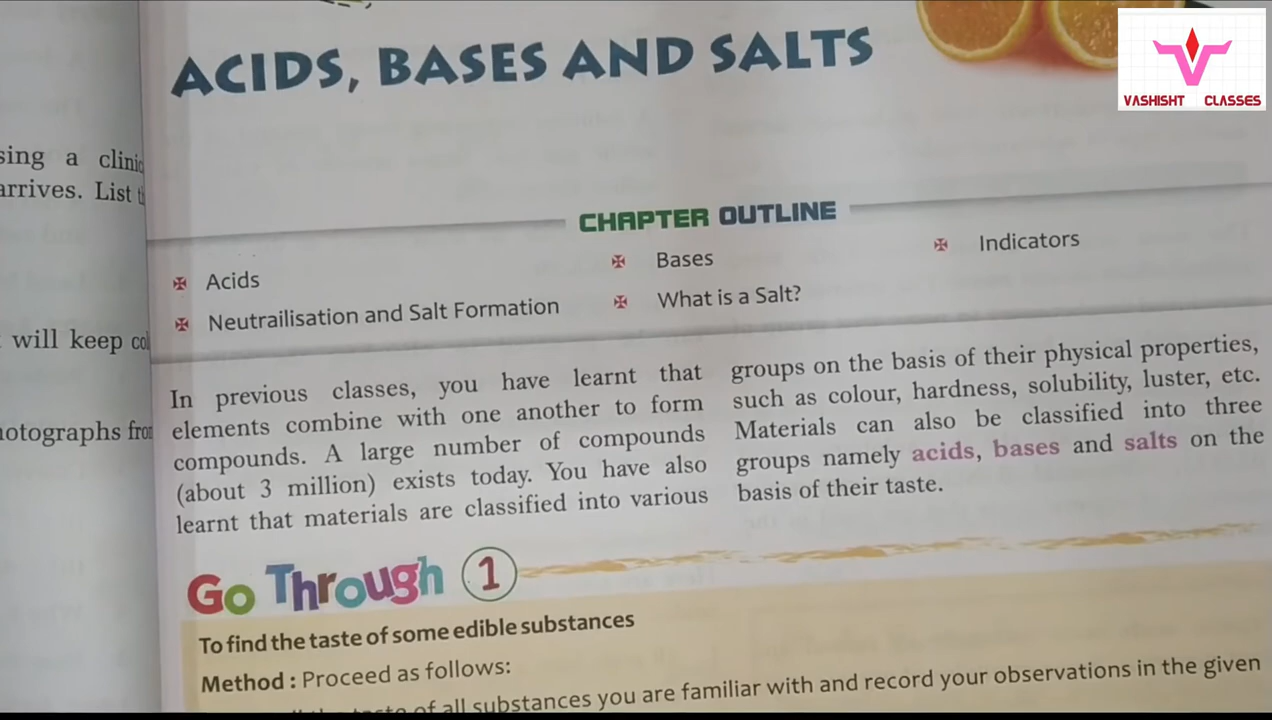 ACIDS, BASES AND SALTS
VASHISHT CLASSES
sing a
arrives. List
will keep
CHAPTER OUTLINE
✠ Acids
✠ Bases
✠ Indicators
✠ Neutrailisation and Salt Formation
✠ What is a Salt?
In previous classes, you have learnt that
elements combine with one another to form
compounds. A large number of compounds
(about 3 million) exists today. You have also
learnt that materials are classified into various
groups on the basis of their physical properties,
such as colour, hardness, solubility, luster, etc.
Materials can also be classified into three
groups namely acids, bases and salts on the
basis of their taste.
Go Through 1
To find the taste of some edible substances
Method : Proceed as follows:
of all substances you are familiar with and record your observations in the given